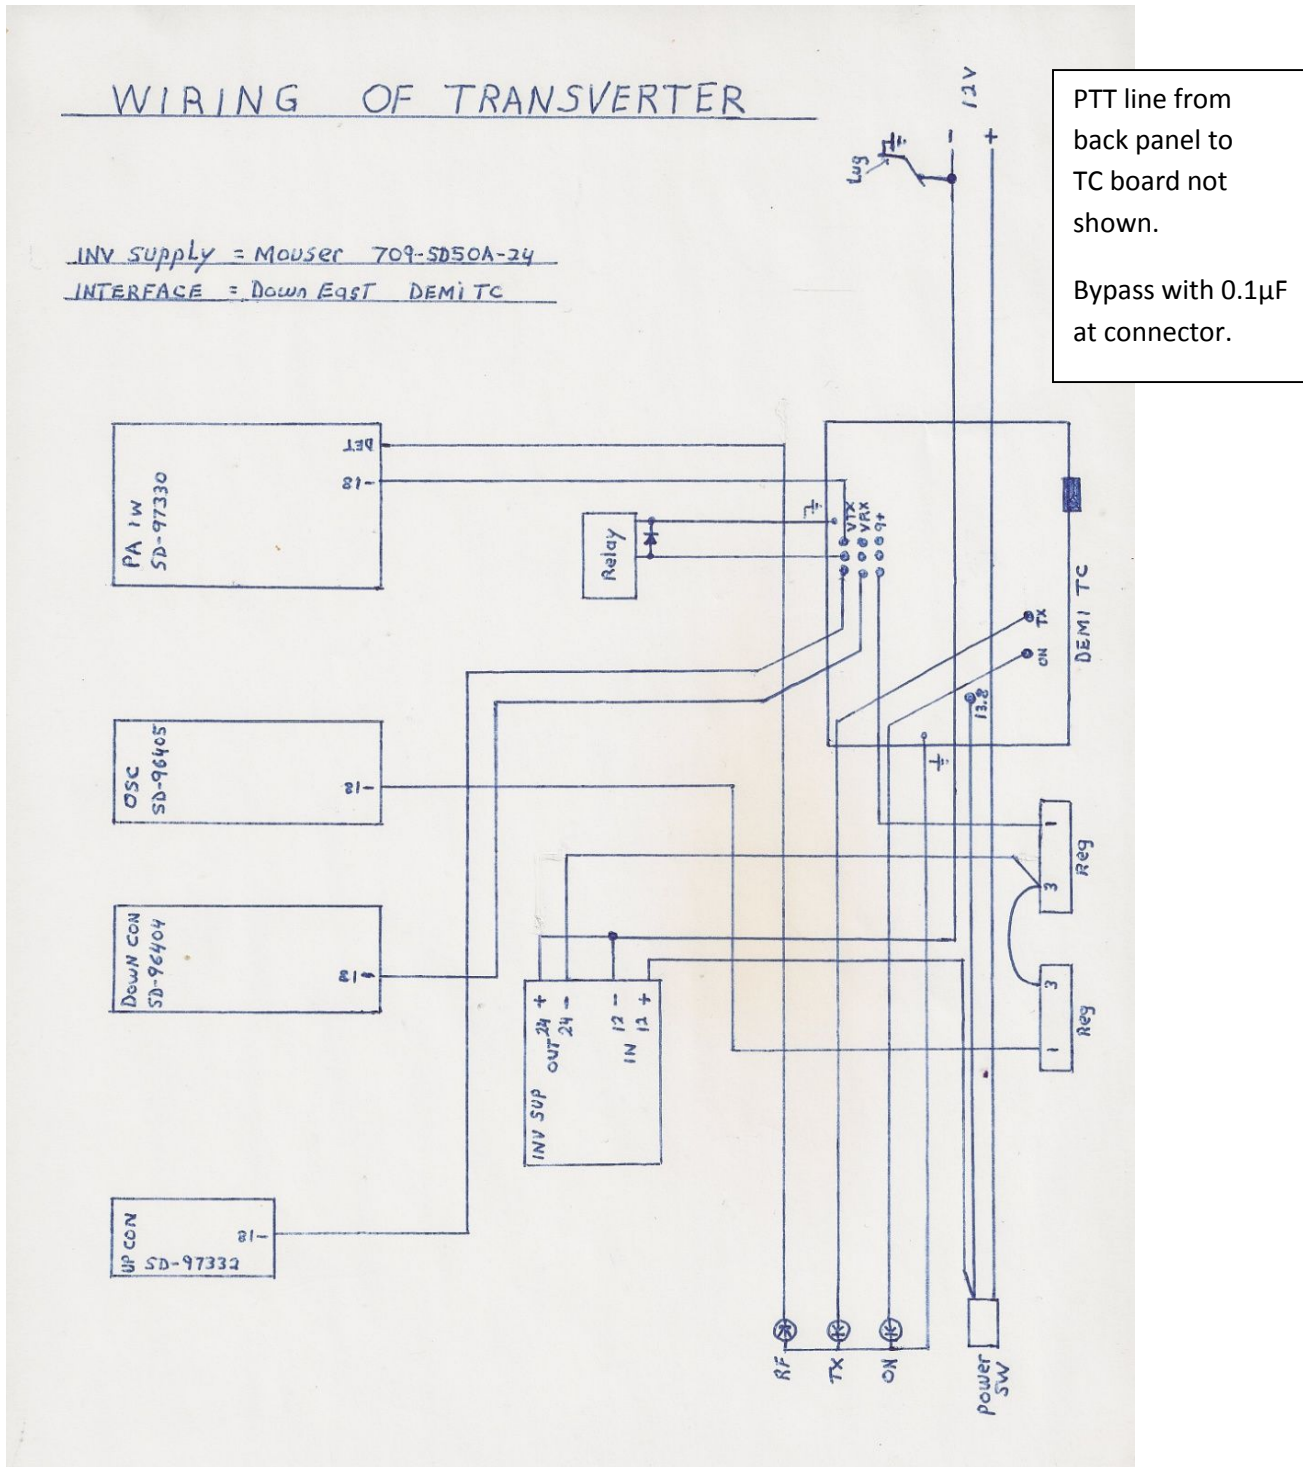 WIRING OF TRANSVERTER
INV Supply = Mouser 709-SD50A-24
INTERFACE = Down East DEMI TC
12V
-
+
Lug
PTT line from
back panel to
TC board not
shown.
Bypass with 0.1µF
at connector.
PA 1W
SD-97330
DET
-18
Relay
VTX
VRX
9+
TX
ON
13.8
DEMI TC
OSC
SD-96405
-18
1
3
Reg
DOWN CON
SD-96404
-18
24 +
24 -
OUT
12 -
12 +
IN
INV SUP
3
1
Reg
UP CON
SD-97332
-18
RF
TX
ON
Power
SW